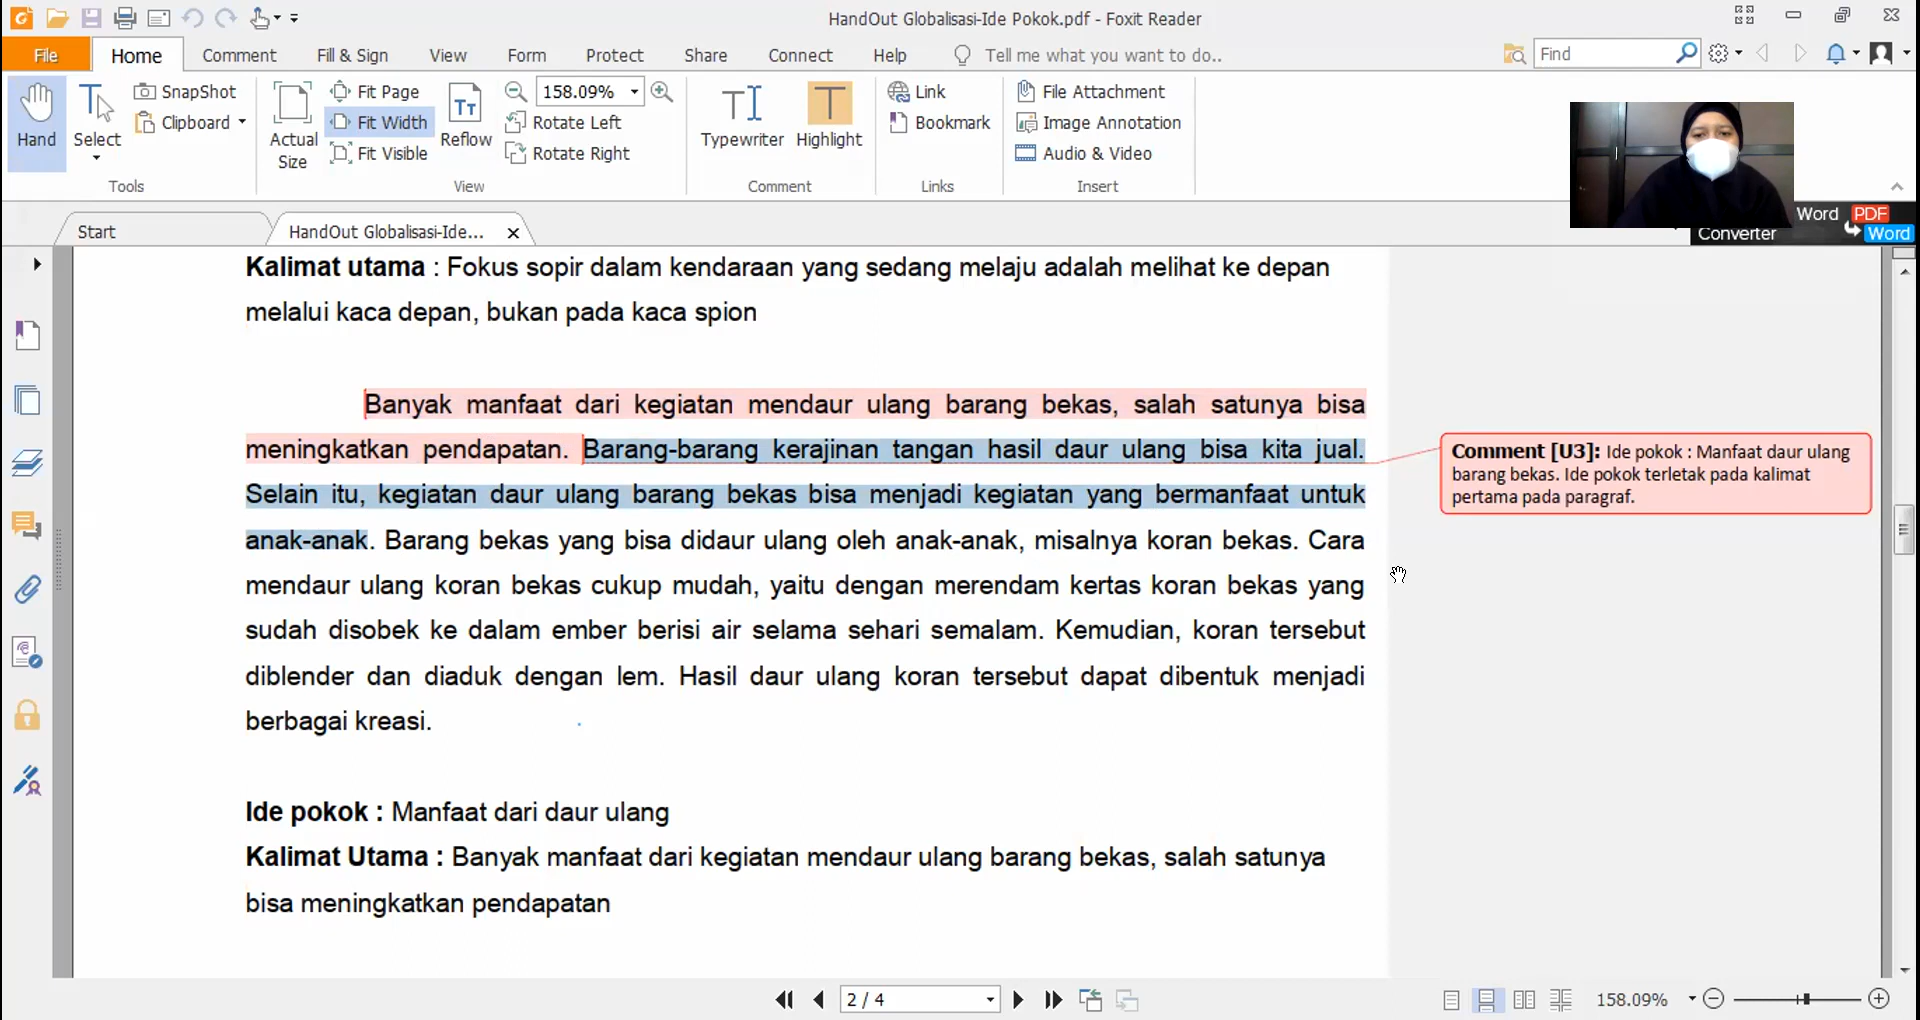 HandOut Globalisasi-Ide Pokok.pdf - Foxit Reader
File Home Comment Fill & Sign View Form Protect Share Connect Help Tell me what you want to do.. Find
Hand
Select
SnapShot
Clipboard
Tools
Actual Size
Fit Page
Fit Width
Fit Visible
Reflow
158.09%
Rotate Left
Rotate Right
View
Typewriter
Highlight
Comment
Link
Bookmark
Links
File Attachment
Image Annotation
Audio & Video
Insert
Word PDF
Converter Word
Start
HandOut Globalisasi-Ide...
Kalimat utama : Fokus sopir dalam kendaraan yang sedang melaju adalah melihat ke depan
melalui kaca depan, bukan pada kaca spion
Banyak manfaat dari kegiatan mendaur ulang barang bekas, salah satunya bisa
meningkatkan pendapatan. Barang-barang kerajinan tangan hasil daur ulang bisa kita jual.
Selain itu, kegiatan daur ulang barang bekas bisa menjadi kegiatan yang bermanfaat untuk
anak-anak. Barang bekas yang bisa didaur ulang oleh anak-anak, misalnya koran bekas. Cara
mendaur ulang koran bekas cukup mudah, yaitu dengan merendam kertas koran bekas yang
sudah disobek ke dalam ember berisi air selama sehari semalam. Kemudian, koran tersebut
diblender dan diaduk dengan lem. Hasil daur ulang koran tersebut dapat dibentuk menjadi
berbagai kreasi.
Comment [U3]: Ide pokok : Manfaat daur ulang
barang bekas. Ide pokok terletak pada kalimat
pertama pada paragraf.
Ide pokok : Manfaat dari daur ulang
Kalimat Utama : Banyak manfaat dari kegiatan mendaur ulang barang bekas, salah satunya
bisa meningkatkan pendapatan
2 / 4
158.09%